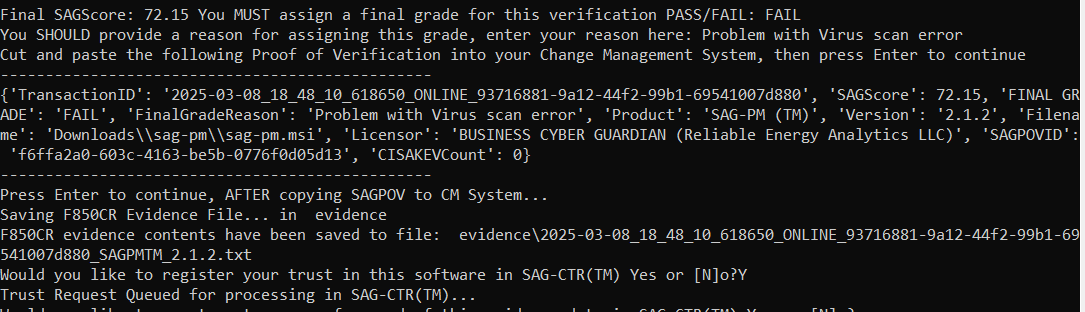 Final SAGScore: 72.15 You MUST assign a final grade for this verification PASS/FAIL: FAIL
You SHOULD provide a reason for assigning this grade, enter your reason here: Problem with Virus scan error
Cut and paste the following Proof of Verification into your Change Management System, then press Enter to continue
------------------------------------------------
{'TransactionID': '2025-03-08_18_48_10_618650_ONLINE_93716881-9a12-44f2-99b1-69541007d880', 'SAGScore': 72.15, 'FINAL GR
ADE': 'FAIL', 'FinalGradeReason': 'Problem with Virus scan error', 'Product': 'SAG-PM (TM)', 'Version': '2.1.2', 'Filena
me': 'Downloads\\sag-pm\\sag-pm.msi', 'Licensor': 'BUSINESS CYBER GUARDIAN (Reliable Energy Analytics LLC)', 'SAGPOVID':
 'f6ffa2a0-603c-4163-be5b-0776f0d05d13', 'CISAKEVCount': 0}
------------------------------------------------
Press Enter to continue, AFTER copying SAGPOV to CM System...
Saving F850CR Evidence File... in  evidence
F850CR evidence contents have been saved to file:  evidence\2025-03-08_18_48_10_618650_ONLINE_93716881-9a12-44f2-99b1-69
541007d880_SAGPMTM_2.1.2.txt
Would you like to register your trust in this software in SAG-CTR(TM) Yes or [N]o?Y
Trust Request Queued for processing in SAG-CTR(TM)...